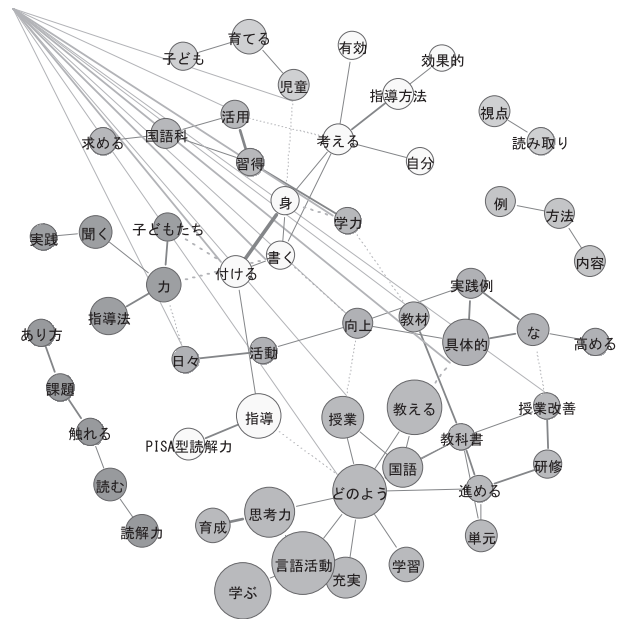 有効
育てる
子ども
効果的
児童
指導方法
活用
視点
国語科
求める
考える
読み取り
習得
自分
身
例
学力
方法
子どもたち
聞く
実践
書く
内容
付ける
力
実践例
指導法
教材
向上
な
あり方
具体的
高める
活動
日々
課題
教える
授業改善
指導
授業
触れる
教科書
PISA型読解力
国語
研修
読む
進める
どのよう
思考力
育成
読解力
単元
学習
言語活動
充実
学ぶ